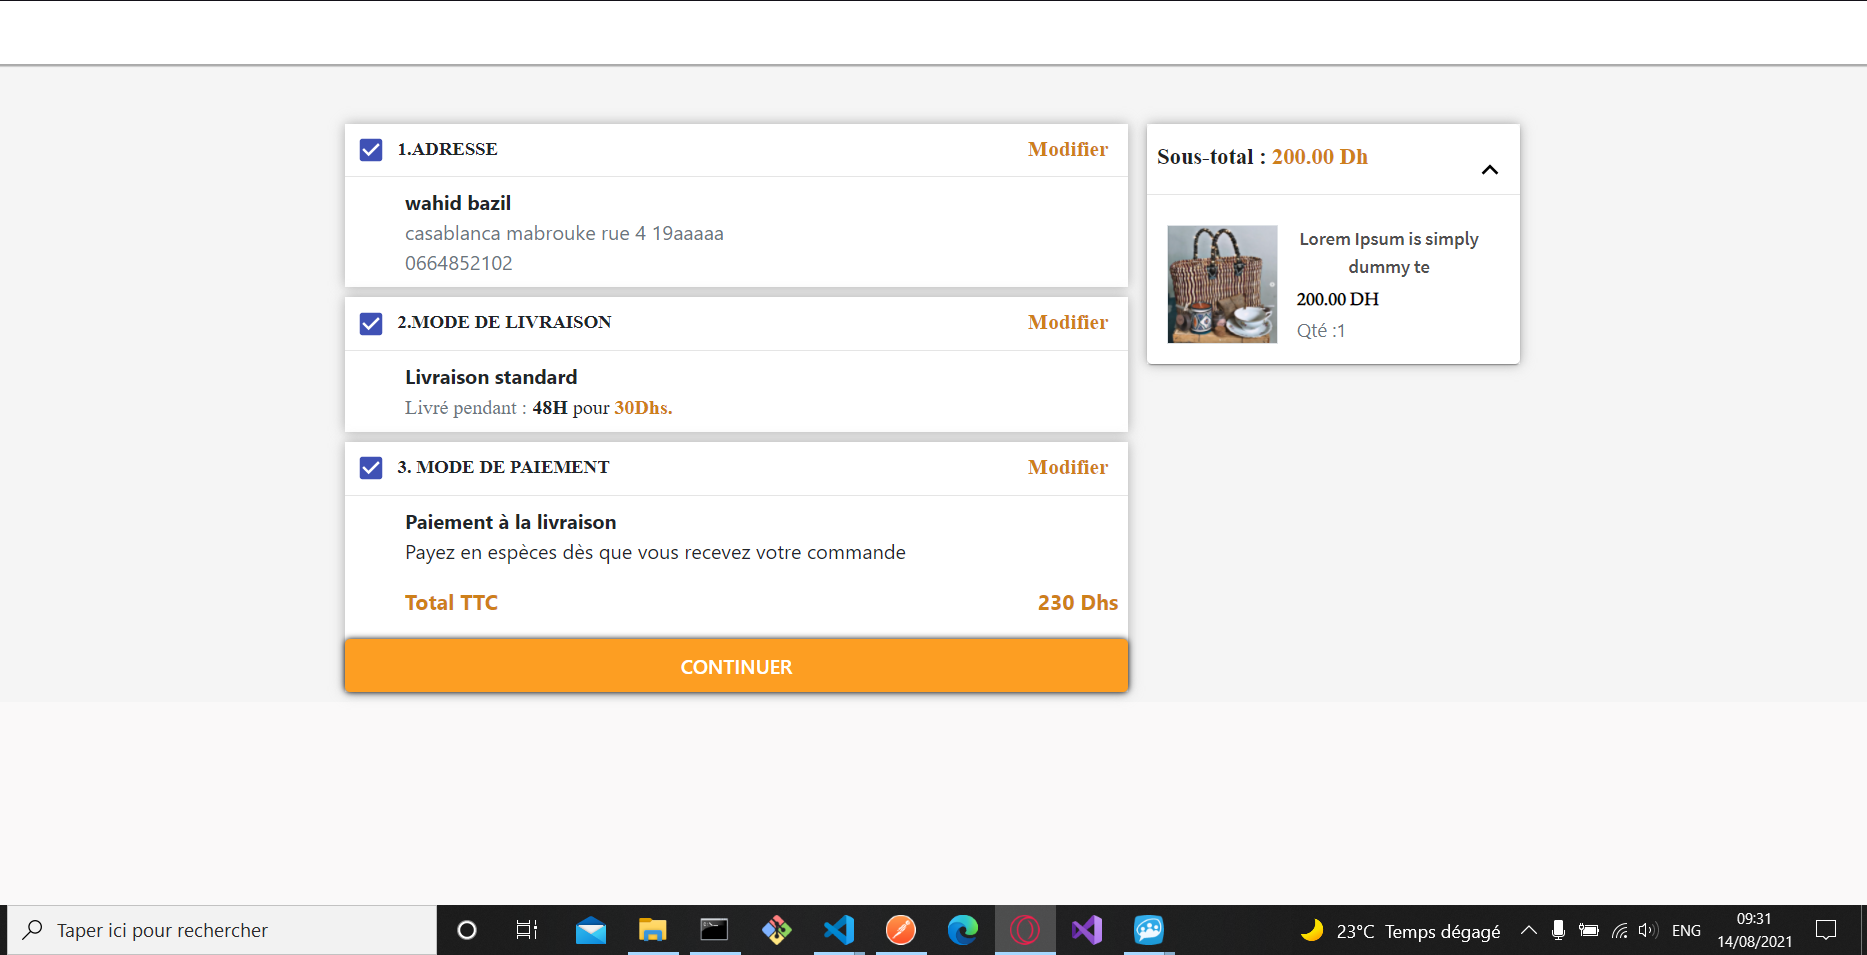 1.ADRESSE
Modifier
wahid bazil
casablanca mabrouke rue 4 19aaaaa
0664852102
2.MODE DE LIVRAISON
Modifier
Livraison standard
Livré pendant : 48H pour 30Dhs.
3. MODE DE PAIEMENT
Modifier
Paiement à la livraison
Payez en espèces dès que vous recevez votre commande
Total TTC
230 Dhs
CONTINUER
Sous-total : 200.00 Dh
Lorem Ipsum is simply
dummy te
200.00 DH
Qté :1
Taper ici pour rechercher
23°C Temps dégagé
ENG
09:31
14/08/2021